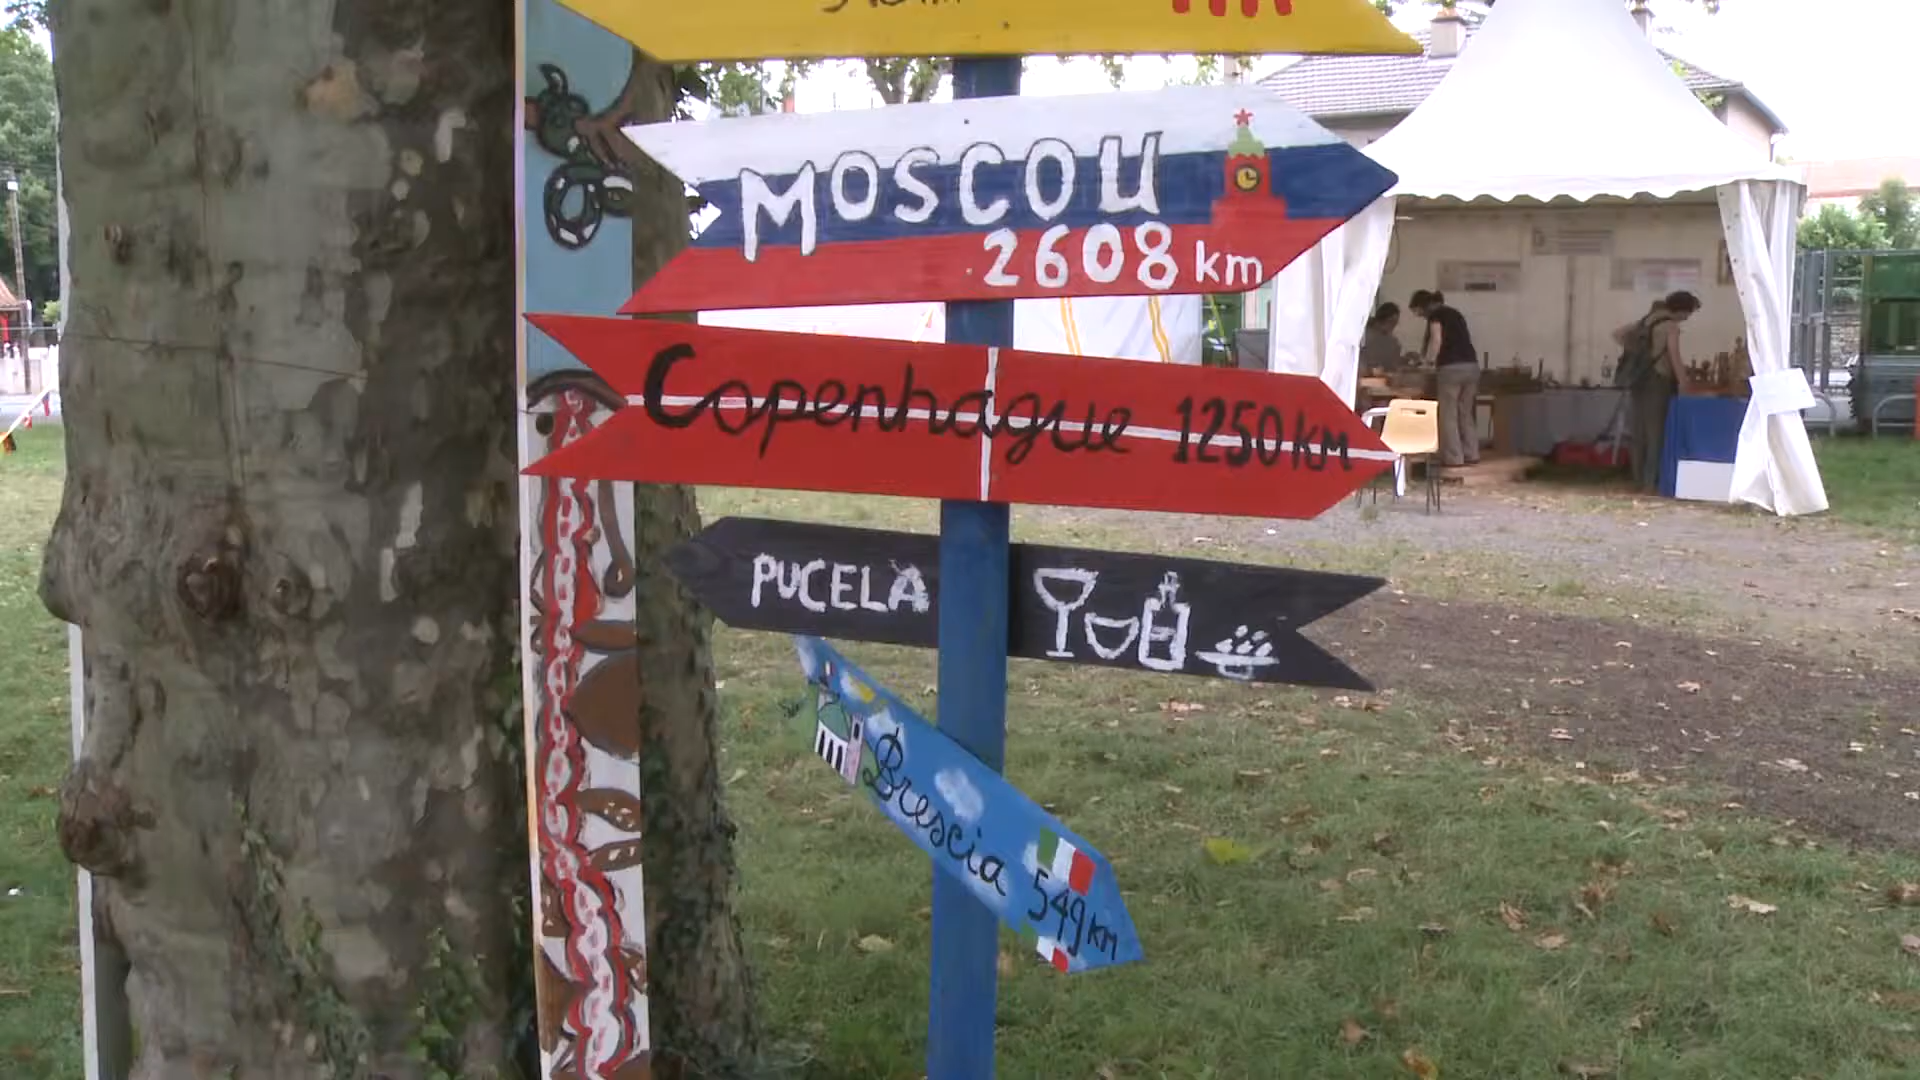 MOSCOU
2608 km
Copenhague 1250 KM
PUCELA
Brescia
549 KM